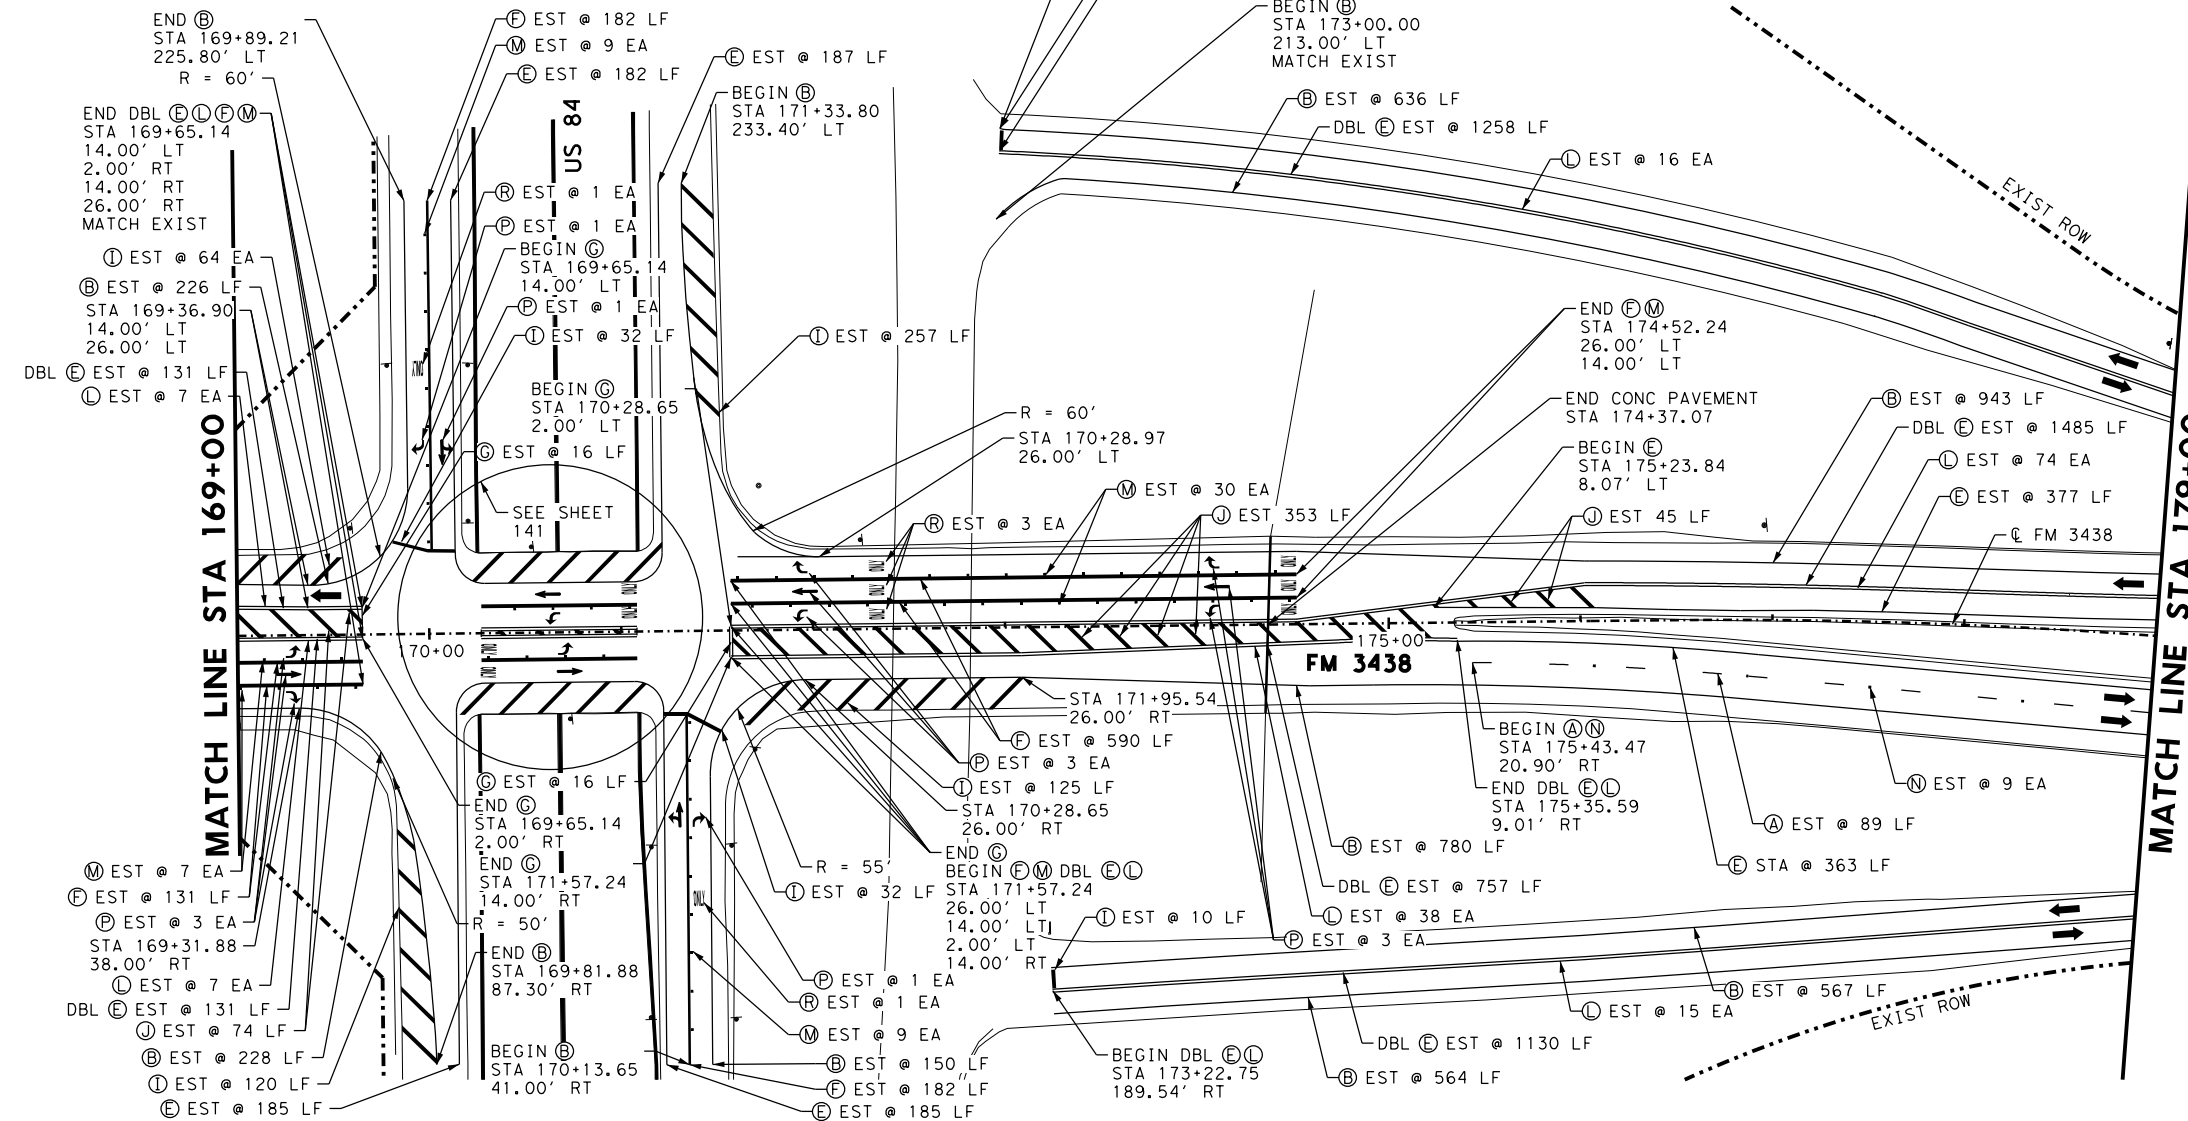 END Ⓑ
STA 169+89.21
225.80' LT
R = 60'
END DBL ⒺⓁⒻⓂ
STA 169+65.14
14.00' LT
2.00' RT
14.00' RT
26.00' RT
MATCH EXIST
Ⓘ EST @ 64 EA
Ⓑ EST @ 226 LF
STA 169+36.90
14.00' LT
26.00' LT
DBL Ⓔ EST @ 131 LF
Ⓛ EST @ 7 EA
MATCH LINE STA 169+00
Ⓕ EST @ 182 LF
Ⓜ EST @ 9 EA
Ⓔ EST @ 182 LF
US 84
Ⓡ EST @ 1 EA
Ⓟ EST @ 1 EA
BEGIN Ⓖ
STA 169+65.14
14.00' LT
Ⓟ EST @ 1 EA
Ⓘ EST @ 32 LF
BEGIN Ⓖ
STA 170+28.65
2.00' LT
Ⓖ EST @ 16 LF
SEE SHEET
141
Ⓔ EST @ 187 LF
BEGIN Ⓑ
STA 171+33.80
233.40' LT
Ⓘ EST @ 257 LF
R = 60'
STA 170+28.97
26.00' LT
Ⓜ EST @ 30 EA
Ⓡ EST @ 3 EA
Ⓙ EST 353 LF
BEGIN Ⓑ
STA 173+00.00
213.00' LT
MATCH EXIST
Ⓑ EST @ 636 LF
DBL Ⓔ EST @ 1258 LF
Ⓛ EST @ 16 EA
EXIST ROW
END ⒻⓂ
STA 174+52.24
26.00' LT
14.00' LT
END CONC PAVEMENT
STA 174+37.07
BEGIN Ⓔ
STA 175+23.84
8.07' LT
Ⓙ EST 45 LF
Ⓑ EST @ 943 LF
DBL Ⓔ EST @ 1485 LF
Ⓛ EST @ 74 EA
Ⓔ EST @ 377 LF
℄ FM 3438
ONLY
ONLY
ONLY
ONLY
ONLY
ONLY
ONLY
ONLY
ONLY
ONLY
ONLY
170+00
175+00
FM 3438
STA 171+95.54
26.00' RT
Ⓕ EST @ 590 LF
Ⓟ EST @ 3 EA
Ⓘ EST @ 125 LF
STA 170+28.65
26.00' RT
END Ⓖ
BEGIN ⒻⓂ DBL ⒺⓁ
STA 171+57.24
26.00' LT
14.00' LT
2.00' LT
14.00' RT
BEGIN ⒶⓃ
STA 175+43.47
20.90' RT
END DBL ⒺⓁ
STA 175+35.59
9.01' RT
Ⓝ EST @ 9 EA
Ⓐ EST @ 89 LF
Ⓔ STA @ 363 LF
Ⓑ EST @ 780 LF
DBL Ⓔ EST @ 757 LF
Ⓛ EST @ 38 EA
Ⓟ EST @ 3 EA
Ⓘ EST @ 10 LF
Ⓖ EST @ 16 LF
END Ⓖ
STA 169+65.14
2.00' RT
END Ⓖ
STA 171+57.24
14.00' RT
R = 50'
END Ⓑ
STA 169+81.88
87.30' RT
BEGIN Ⓑ
STA 170+13.65
41.00' RT
R = 55'
Ⓘ EST @ 32 LF
ONLY
Ⓟ EST @ 1 EA
Ⓡ EST @ 1 EA
Ⓜ EST @ 9 EA
Ⓑ EST @ 150 LF
Ⓕ EST @ 182 LF
Ⓔ EST @ 185 LF
Ⓜ EST @ 7 EA
Ⓕ EST @ 131 LF
Ⓟ EST @ 3 EA
STA 169+31.88
38.00' RT
Ⓛ EST @ 7 EA
DBL Ⓔ EST @ 131 LF
Ⓙ EST @ 74 LF
Ⓑ EST @ 228 LF
Ⓘ EST @ 120 LF
Ⓔ EST @ 185 LF
BEGIN DBL ⒺⓁ
STA 173+22.75
189.54' RT
Ⓑ EST @ 567 LF
Ⓛ EST @ 15 EA
DBL Ⓔ EST @ 1130 LF
Ⓑ EST @ 564 LF
EXIST ROW
MATCH LINE STA 179+00